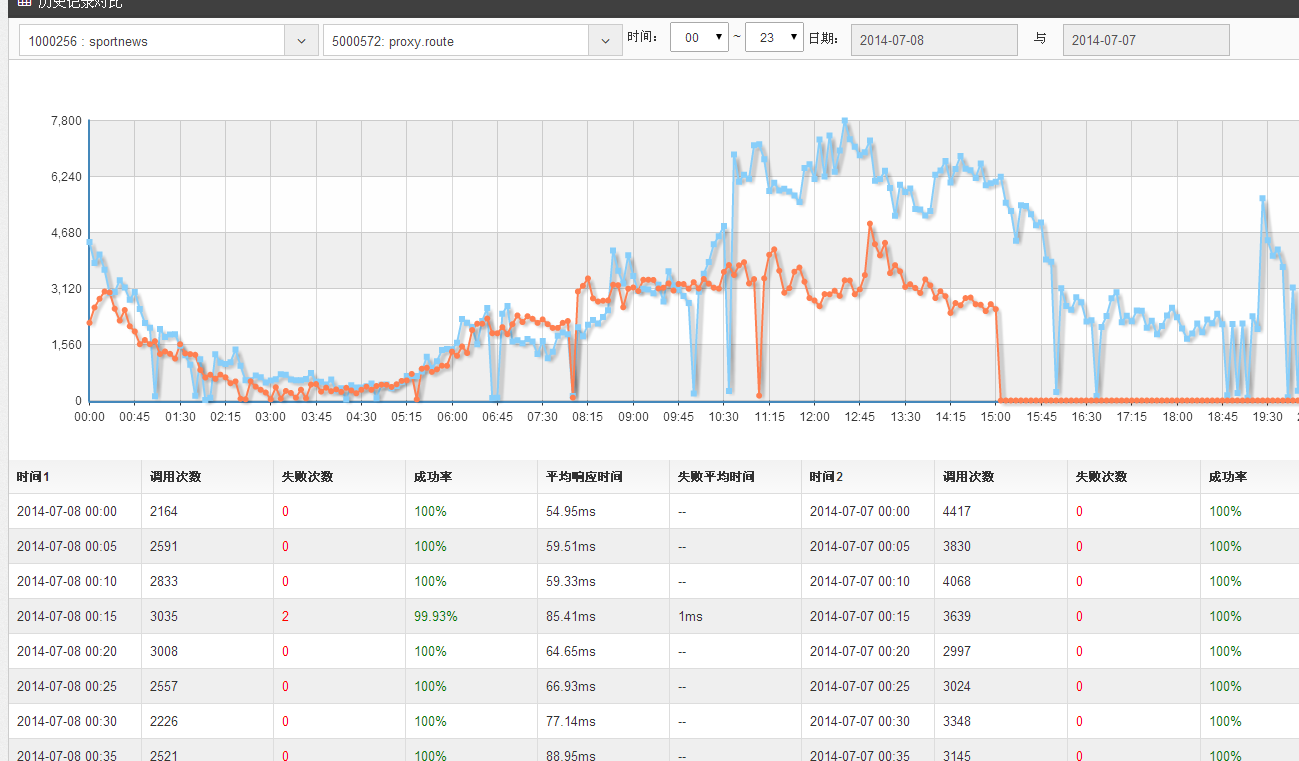 历史记录对比
1000256 : sportnews 5000572: proxy.route 时间： 00 ~ 23 日期： 2014-07-08 与 2014-07-07
7,800
6,240
4,680
3,120
1,560
0
00:00 00:45 01:30 02:15 03:00 03:45 04:30 05:15 06:00 06:45 07:30 08:15 09:00 09:45 10:30 11:15 12:00 12:45 13:30 14:15 15:00 15:45 16:30 17:15 18:00 18:45 19:30
时间1 调用次数 失败次数 成功率 平均响应时间 失败平均时间 时间2 调用次数 失败次数 成功率
2014-07-08 00:00 2164 0 100% 54.95ms -- 2014-07-07 00:00 4417 0 100%
2014-07-08 00:05 2591 0 100% 59.51ms -- 2014-07-07 00:05 3830 0 100%
2014-07-08 00:10 2833 0 100% 59.33ms -- 2014-07-07 00:10 4068 0 100%
2014-07-08 00:15 3035 2 99.93% 85.41ms 1ms 2014-07-07 00:15 3639 0 100%
2014-07-08 00:20 3008 0 100% 64.65ms -- 2014-07-07 00:20 2997 0 100%
2014-07-08 00:25 2557 0 100% 66.93ms -- 2014-07-07 00:25 3024 0 100%
2014-07-08 00:30 2226 0 100% 77.14ms -- 2014-07-07 00:30 3348 0 100%
2014-07-08 00:35 2521 0 100% 88.95ms -- 2014-07-07 00:35 3145 0 100%